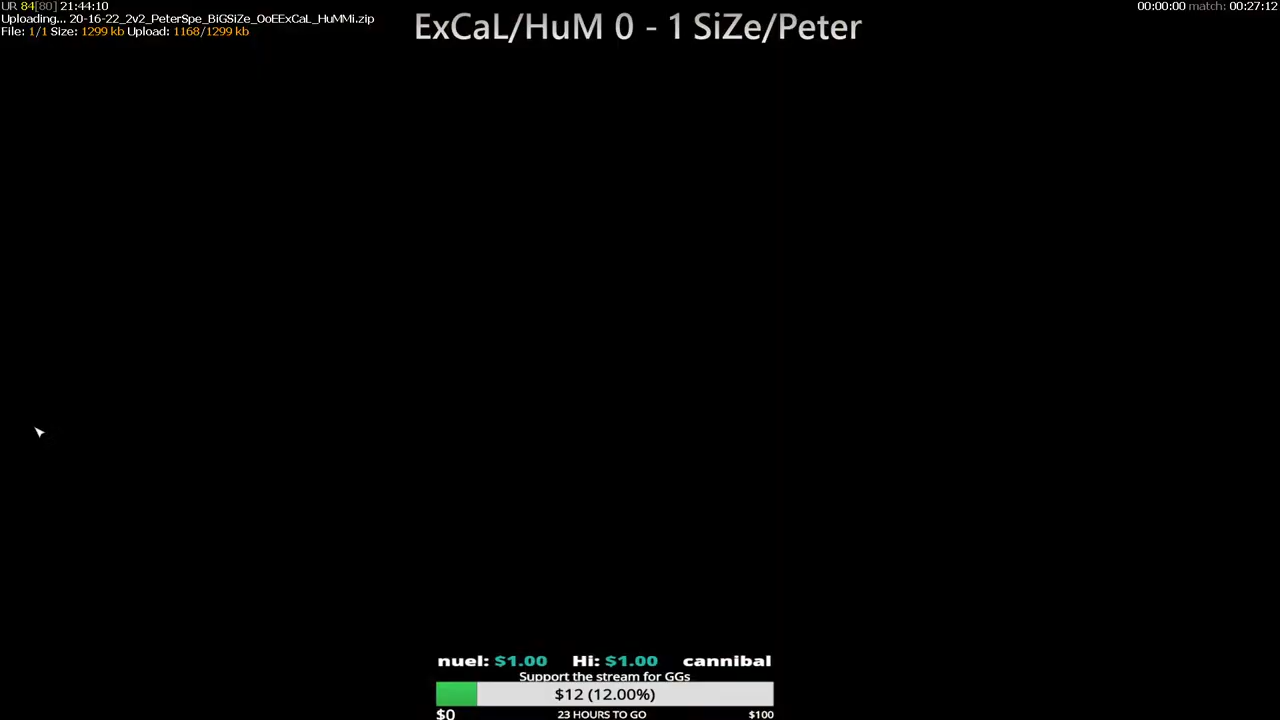 UR 84[80] 21:44:10
Uploading... 20-16-22_2v2_PeterSpe_BiGSiZe_0oEExCaL_HuMMi.zip
File: 1/1 Size: 1299 kb Upload: 1168/1299 kb
ExCaL/HuM 0 - 1 SiZe/Peter
00:00:00 match: 00:27:12
nuel: $1.00 Hi: $1.00 cannibal
Support the stream for GGs
$12 (12.00%)
$0 23 HOURS TO GO $100